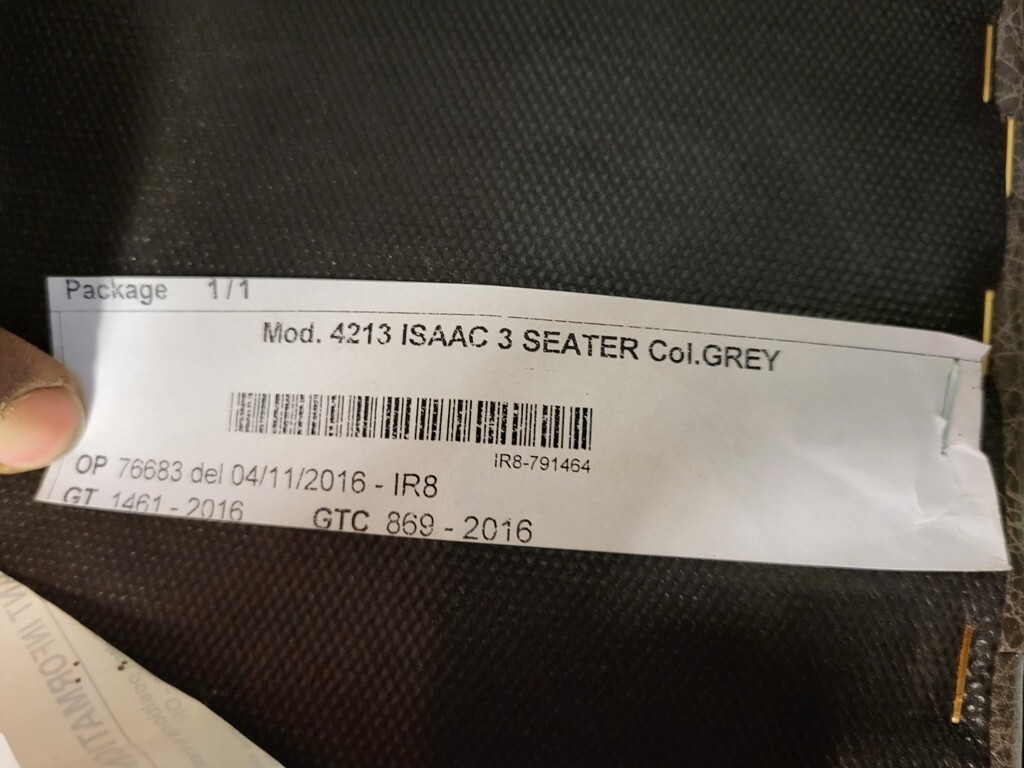 Package 1/1
Mod. 4213 ISAAC 3 SEATER Col.GREY
IR8-791464
OP 76683 del 04/11/2016 - IR8
GT 1461 - 2016 GTC 869 - 2016